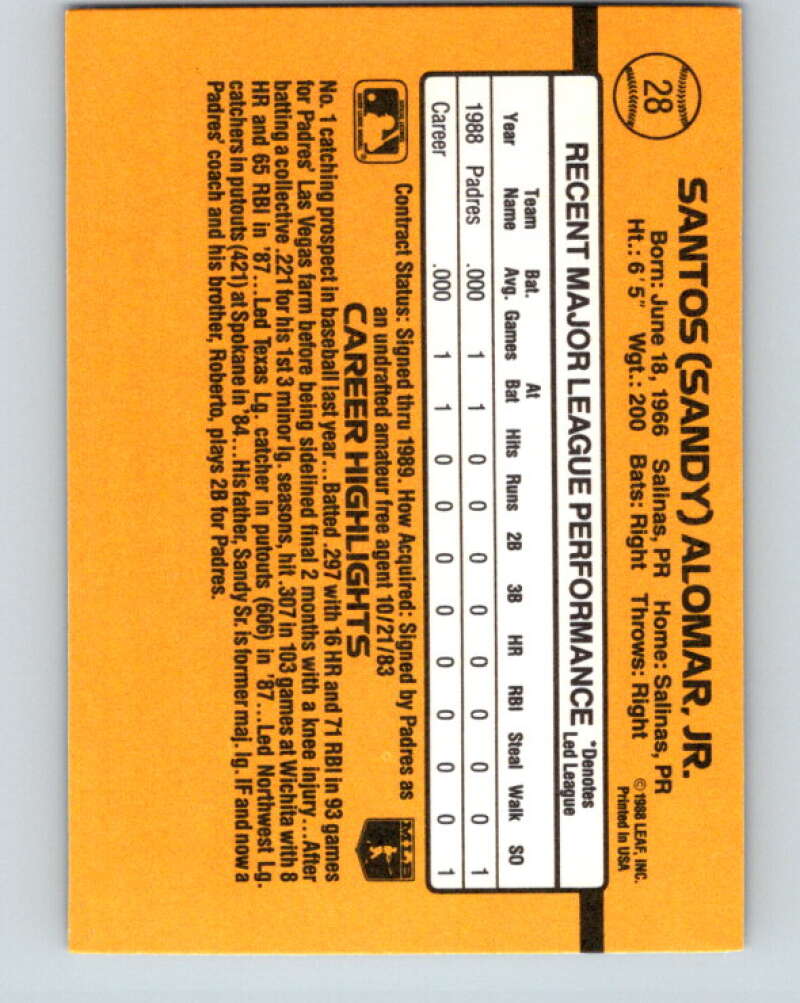 28
SANTOS (SANDY) ALOMAR, JR.
Born: June 18, 1966 Salinas, PR Home: Salinas, PR
Ht.: 6'5" Wgt.: 200 Bats: Right Throws: Right
© 1988 LEAF, INC.
Printed in USA
RECENT MAJOR LEAGUE PERFORMANCE
*Denotes
Led League
Year Team Name Bat. Avg. Games At Bat Hits Runs 2B 3B HR RBI Steal Walk SO
1988 Padres .000 1 1 0 0 0 0 0 0 0 0 1
Career .000 1 1 0 0 0 0 0 0 0 0 1
Contract Status: Signed thru 1989. How Acquired: Signed by Padres as
an undrafted amateur free agent 10/21/83
MLB
CAREER HIGHLIGHTS
No. 1 catching prospect in baseball last year...Batted .297 with 16 HR and 71 RBI in 93 games
for Padres' Las Vegas farm before being sidelined final 2 months with a knee injury...After
batting a collective .221 for his 1st 3 minor lg. seasons, hit .307 in 103 games at Wichita with 8
HR and 65 RBI in '87...Led Texas Lg. catcher in putouts (606) in '87...Led Northwest Lg.
catchers in putouts (421) at Spokane in '84...His father, Sandy Sr. is former maj. lg. IF and now a
Padres' coach and his brother, Roberto, plays 2B for Padres.